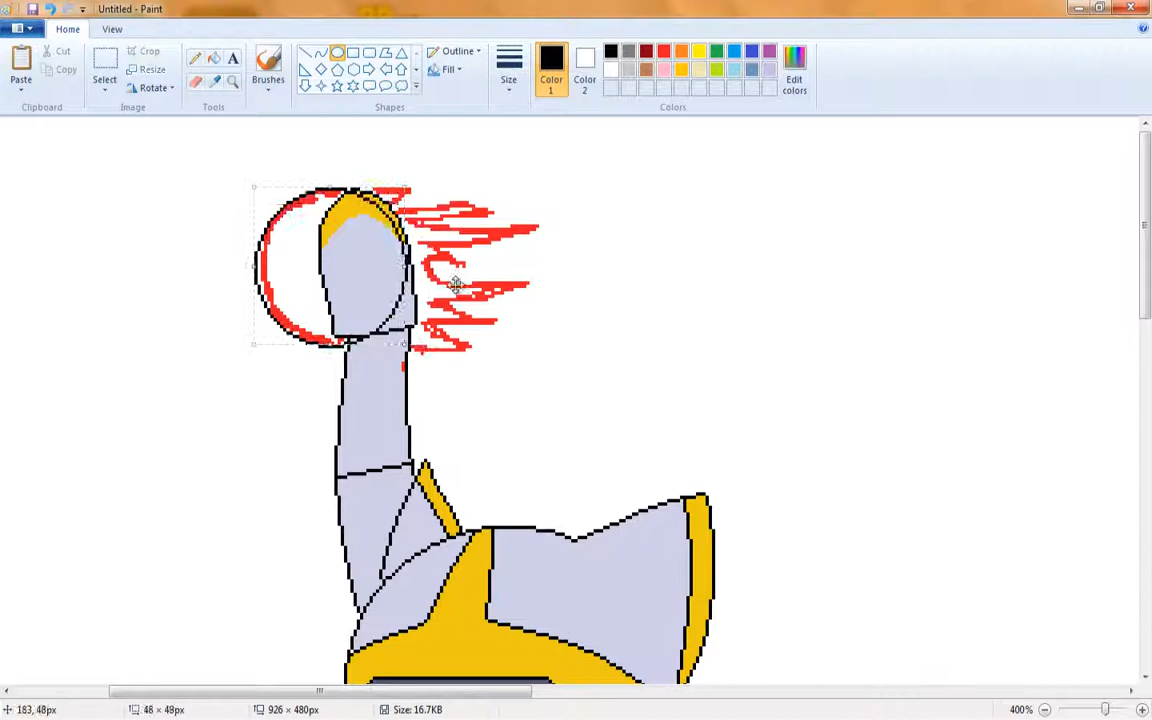 Untitled - Paint
Home View
Paste
Cut
Copy
Clipboard
Select
Crop
Resize
Rotate
Image
A
Tools
Brushes
Outline
Fill
Shapes
Size
Color 1
Color 2
Edit colors
Colors
183, 48px 48 × 48px 926 × 480px Size: 16.7KB 400%